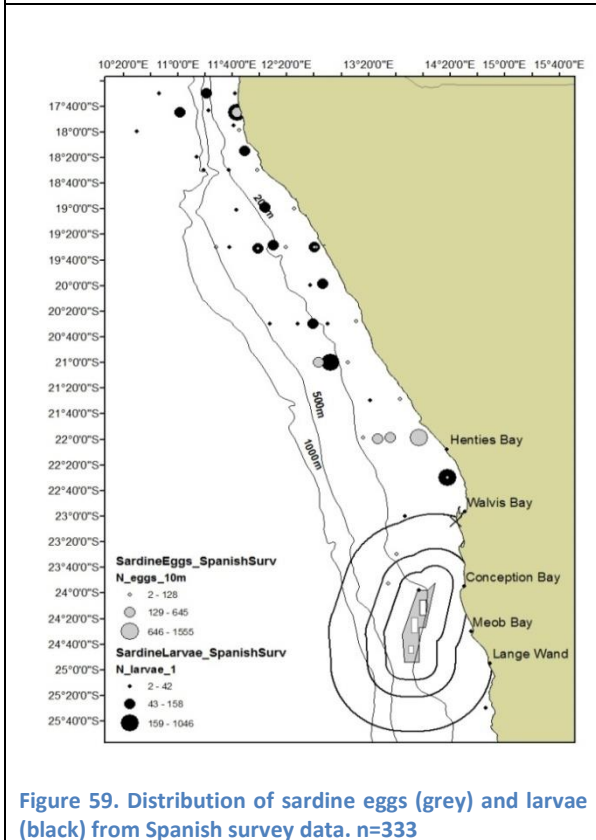 10°20'0"E 11°0'0"E 11°40'0"E 12°20'0"E 13°20'0"E 14°20'0"E 15°0'0"E 15°40'0"E
17°40'0"S
18°0'0"S
18°20'0"S
18°40'0"S
19°0'0"S
200m
19°20'0"S
19°40'0"S
20°0'0"S
20°20'0"S
20°40'0"S
21°0'0"S
21°20'0"S
500m
21°40'0"S
22°0'0"S
Henties Bay
1000m
22°20'0"S
22°40'0"S
Walvis Bay
23°0'0"S
23°20'0"S
SardineEggs_SpanishSurv
23°40'0"S
N_eggs_10m
Conception Bay
24°0'0"S
2 - 128
129 - 645
24°20'0"S
646 - 1555
Meob Bay
24°40'0"S
SardineLarvae_SpanishSurv
Lange Wand
25°0'0"S
N_larvae_1
2 - 42
25°20'0"S
43 - 158
25°40'0"S
159 - 1046
Figure 59. Distribution of sardine eggs (grey) and larvae
(black) from Spanish survey data. n=333